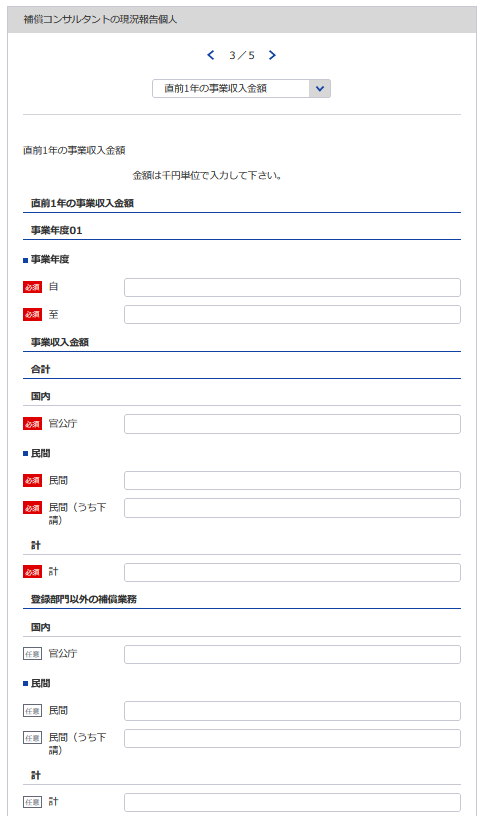 補償コンサルタントの現況報告個人
3／5
直前1年の事業収入金額
直前1年の事業収入金額
金額は千円単位で入力して下さい。
直前1年の事業収入金額
事業年度01
事業年度
必須 自
必須 至
事業収入金額
合計
国内
必須 官公庁
民間
必須 民間
必須 民間（うち下
請）
計
必須 計
登録部門以外の補償業務
国内
任意 官公庁
民間
任意 民間
任意 民間（うち下
請）
計
任意 計